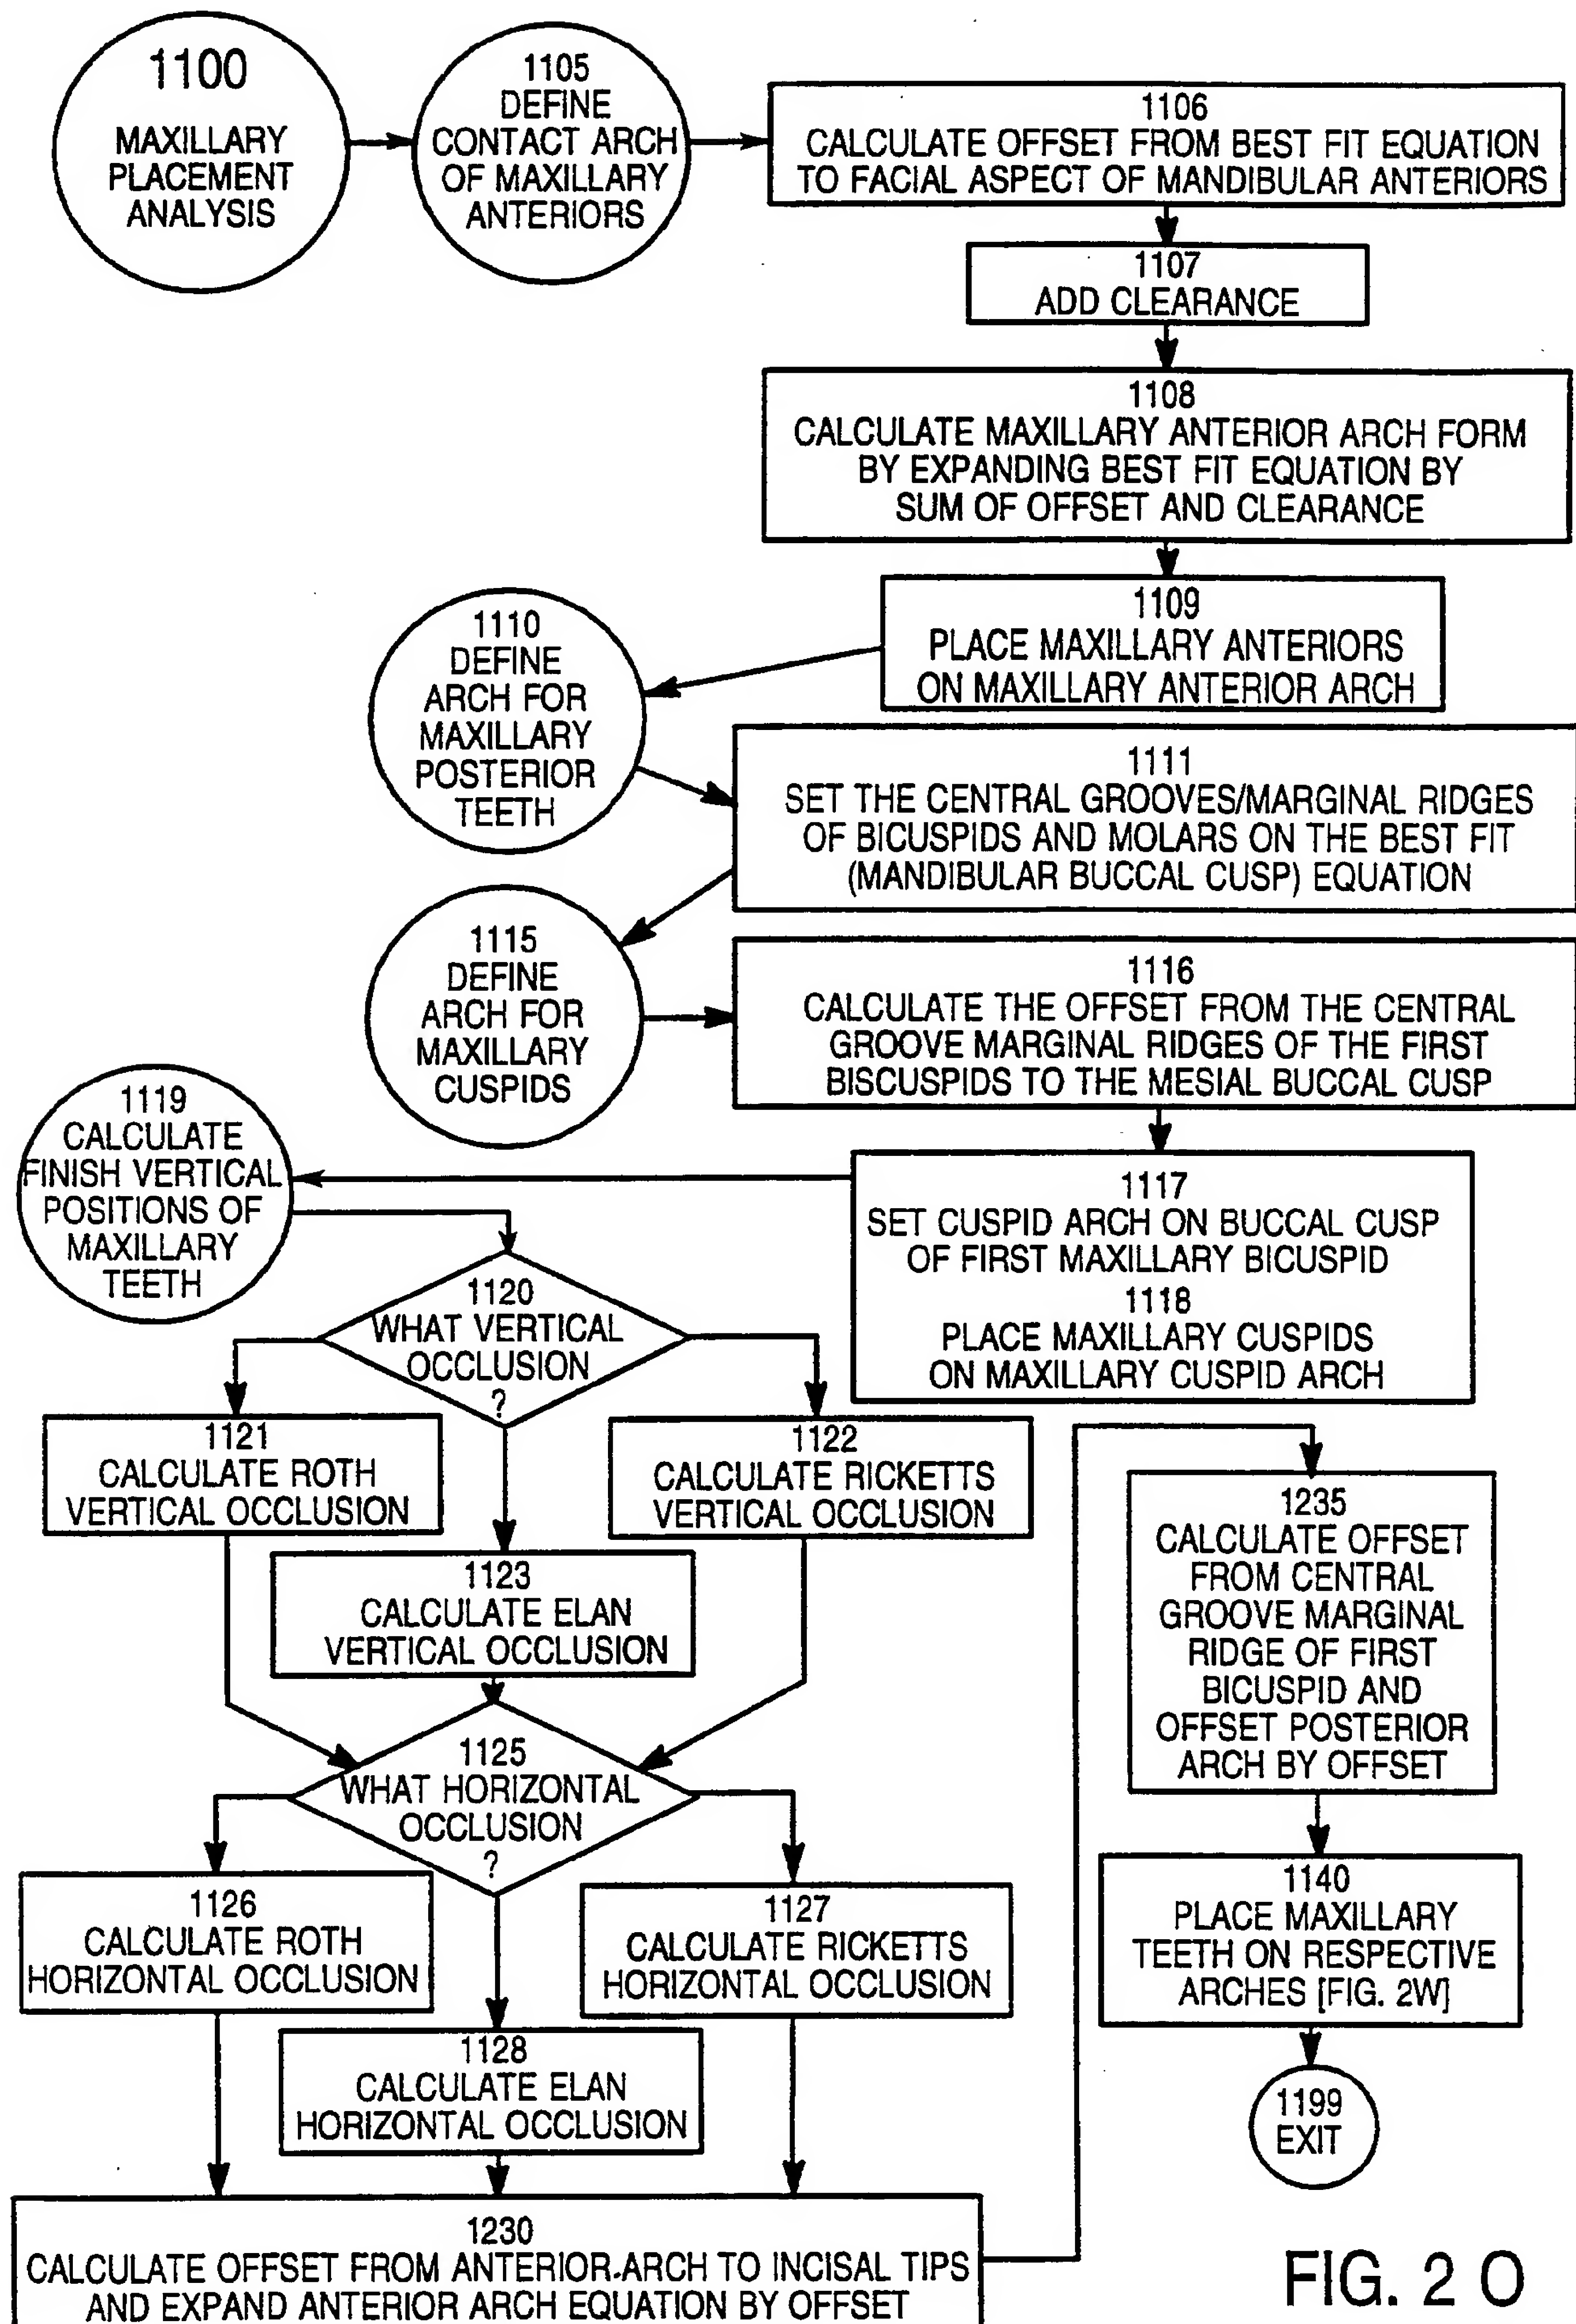 1100
MAXILLARY
PLACEMENT
ANALYSIS
1105
DEFINE
CONTACT ARCH
OF MAXILLARY
ANTERIORS
1106
CALCULATE OFFSET FROM BEST FIT EQUATION
TO FACIAL ASPECT OF MANDIBULAR ANTERIORS
1107
ADD CLEARANCE
1108
CALCULATE MAXILLARY ANTERIOR ARCH FORM
BY EXPANDING BEST FIT EQUATION BY
SUM OF OFFSET AND CLEARANCE
1109
PLACE MAXILLARY ANTERIORS
ON MAXILLARY ANTERIOR ARCH
1110
DEFINE
ARCH FOR
MAXILLARY
POSTERIOR
TEETH
1111
SET THE CENTRAL GROOVES/MARGINAL RIDGES
OF BICUSPIDS AND MOLARS ON THE BEST FIT
(MANDIBULAR BUCCAL CUSP) EQUATION
1115
DEFINE
ARCH FOR
MAXILLARY
CUSPIDS
1116
CALCULATE THE OFFSET FROM THE CENTRAL
GROOVE MARGINAL RIDGES OF THE FIRST
BISCUSPIDS TO THE MESIAL BUCCAL CUSP
1117
SET CUSPID ARCH ON BUCCAL CUSP
OF FIRST MAXILLARY BICUSPID
1118
PLACE MAXILLARY CUSPIDS
ON MAXILLARY CUSPID ARCH
1119
CALCULATE
FINISH VERTICAL
POSITIONS OF
MAXILLARY
TEETH
1120
WHAT VERTICAL
OCCLUSION
?
1121
CALCULATE ROTH
VERTICAL OCCLUSION
1122
CALCULATE RICKETTS
VERTICAL OCCLUSION
1123
CALCULATE ELAN
VERTICAL OCCLUSION
1125
WHAT HORIZONTAL
OCCLUSION
?
1126
CALCULATE ROTH
HORIZONTAL OCCLUSION
1127
CALCULATE RICKETTS
HORIZONTAL OCCLUSION
1128
CALCULATE ELAN
HORIZONTAL OCCLUSION
1230
CALCULATE OFFSET FROM ANTERIOR ARCH TO INCISAL TIPS
AND EXPAND ANTERIOR ARCH EQUATION BY OFFSET
1235
CALCULATE OFFSET
FROM CENTRAL
GROOVE MARGINAL
RIDGE OF FIRST
BICUSPID AND
OFFSET POSTERIOR
ARCH BY OFFSET
1140
PLACE MAXILLARY
TEETH ON RESPECTIVE
ARCHES [FIG. 2W]
1199
EXIT
FIG. 2 O